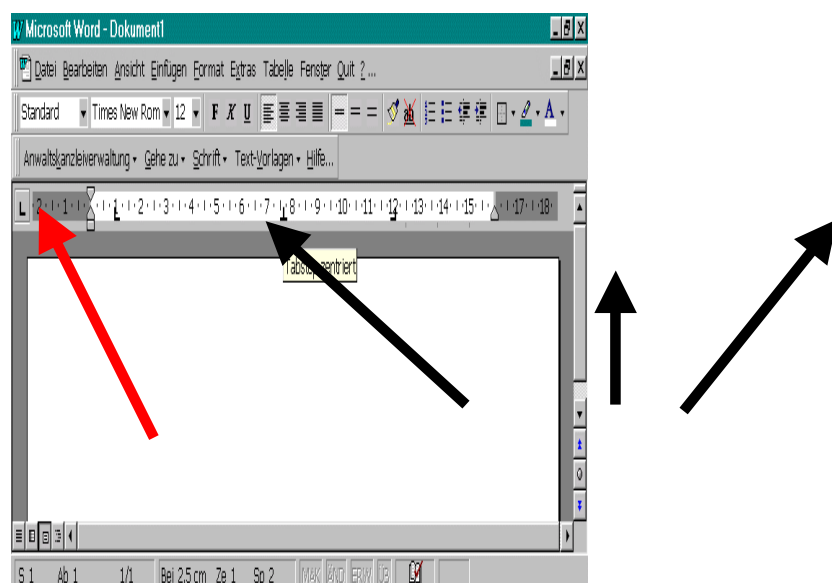 Microsoft Word - Dokument1
Datei Bearbeiten Ansicht Einfügen Format Extras Tabelle Fenster Quit ? ...
Standard Times New Rom 12 F K U ab A
Anwaltskanzleiverwaltung Gehe zu Schrift Text-Vorlagen Hilfe...
L 2 1 1 2 3 4 5 6 7 8 9 10 11 12 13 14 15 17 18
Tabstop zentriert
S 1 Ab 1 1/1 Bei 2,5 cm Ze 1 Sp 2 MAK ÄND ERW ÜB